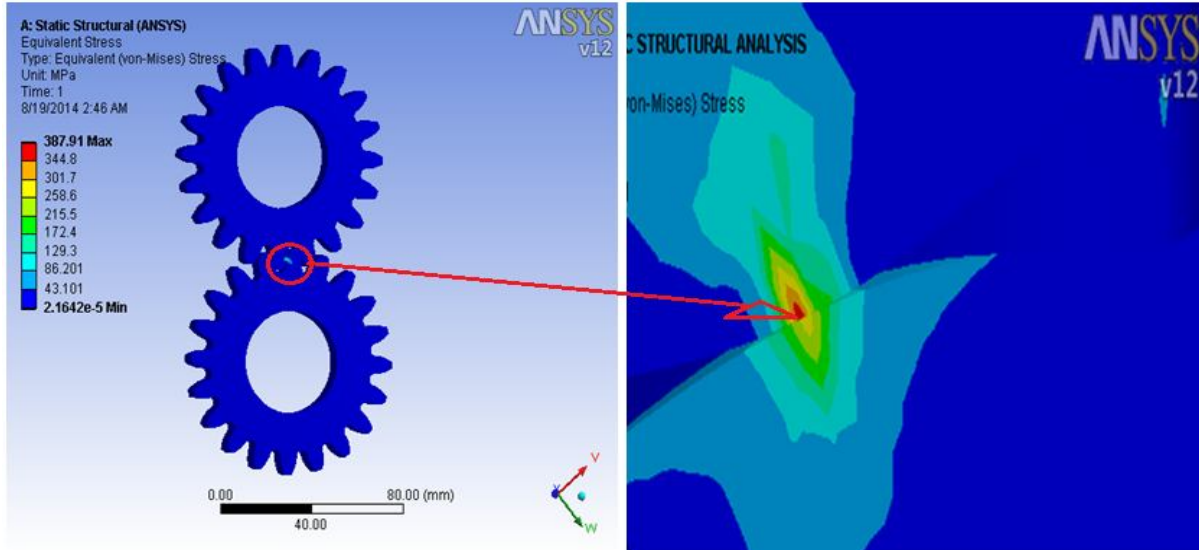 A: Static Structural (ANSYS)
Equivalent Stress
Type: Equivalent (von-Mises) Stress
Unit: MPa
Time: 1
8/19/2014 2:46 AM
387.91 Max
344.8
301.7
258.6
215.5
172.4
129.3
86.201
43.101
2.1642e-5 Min
ANSYS
v12
0.00
80.00 (mm)
40.00
V
W
C STRUCTURAL ANALYSIS
von-Mises) Stress
ANSYS
v12